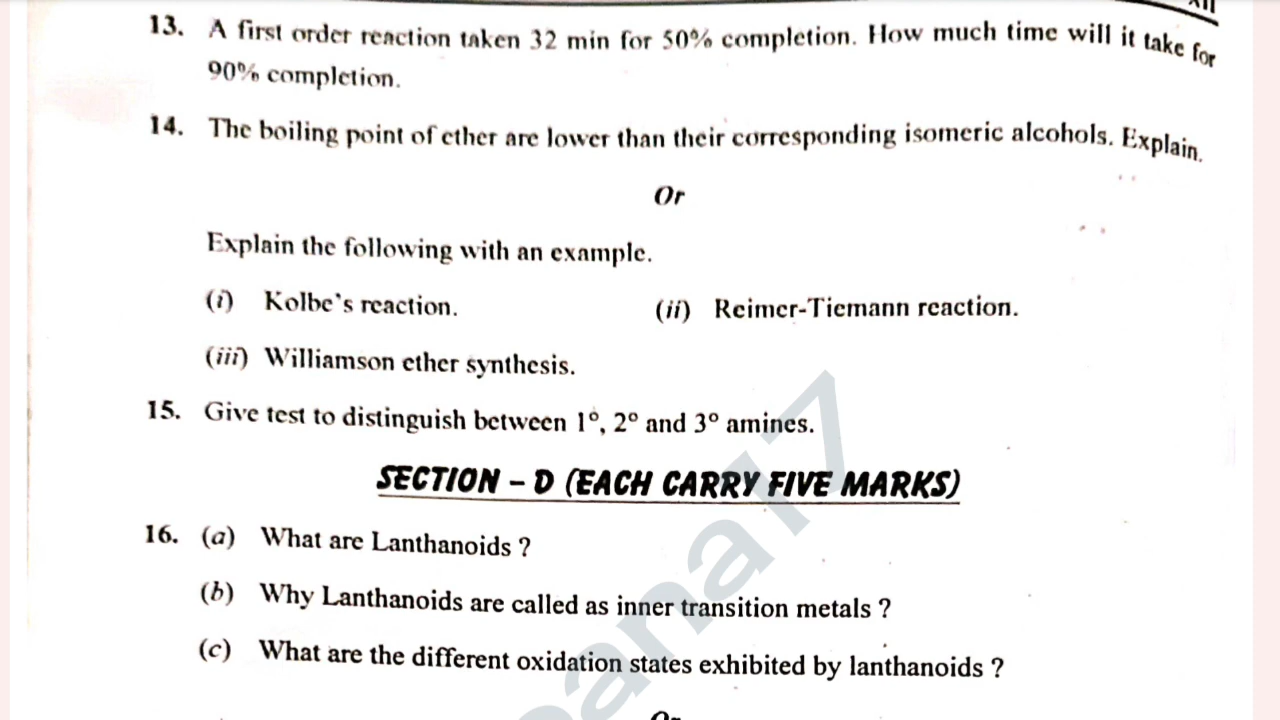 XII
13. A first order reaction taken 32 min for 50% completion. How much time will it take for
90% completion.
14. The boiling point of ether are lower than their corresponding isomeric alcohols. Explain.
Or
Explain the following with an example.
(i) Kolbe's reaction. (ii) Reimer-Tiemann reaction.
(iii) Williamson ether synthesis.
15. Give test to distinguish between 1°, 2° and 3° amines.
SECTION – D (EACH CARRY FIVE MARKS)
16. (a) What are Lanthanoids ?
(b) Why Lanthanoids are called as inner transition metals ?
(c) What are the different oxidation states exhibited by lanthanoids ?
Or